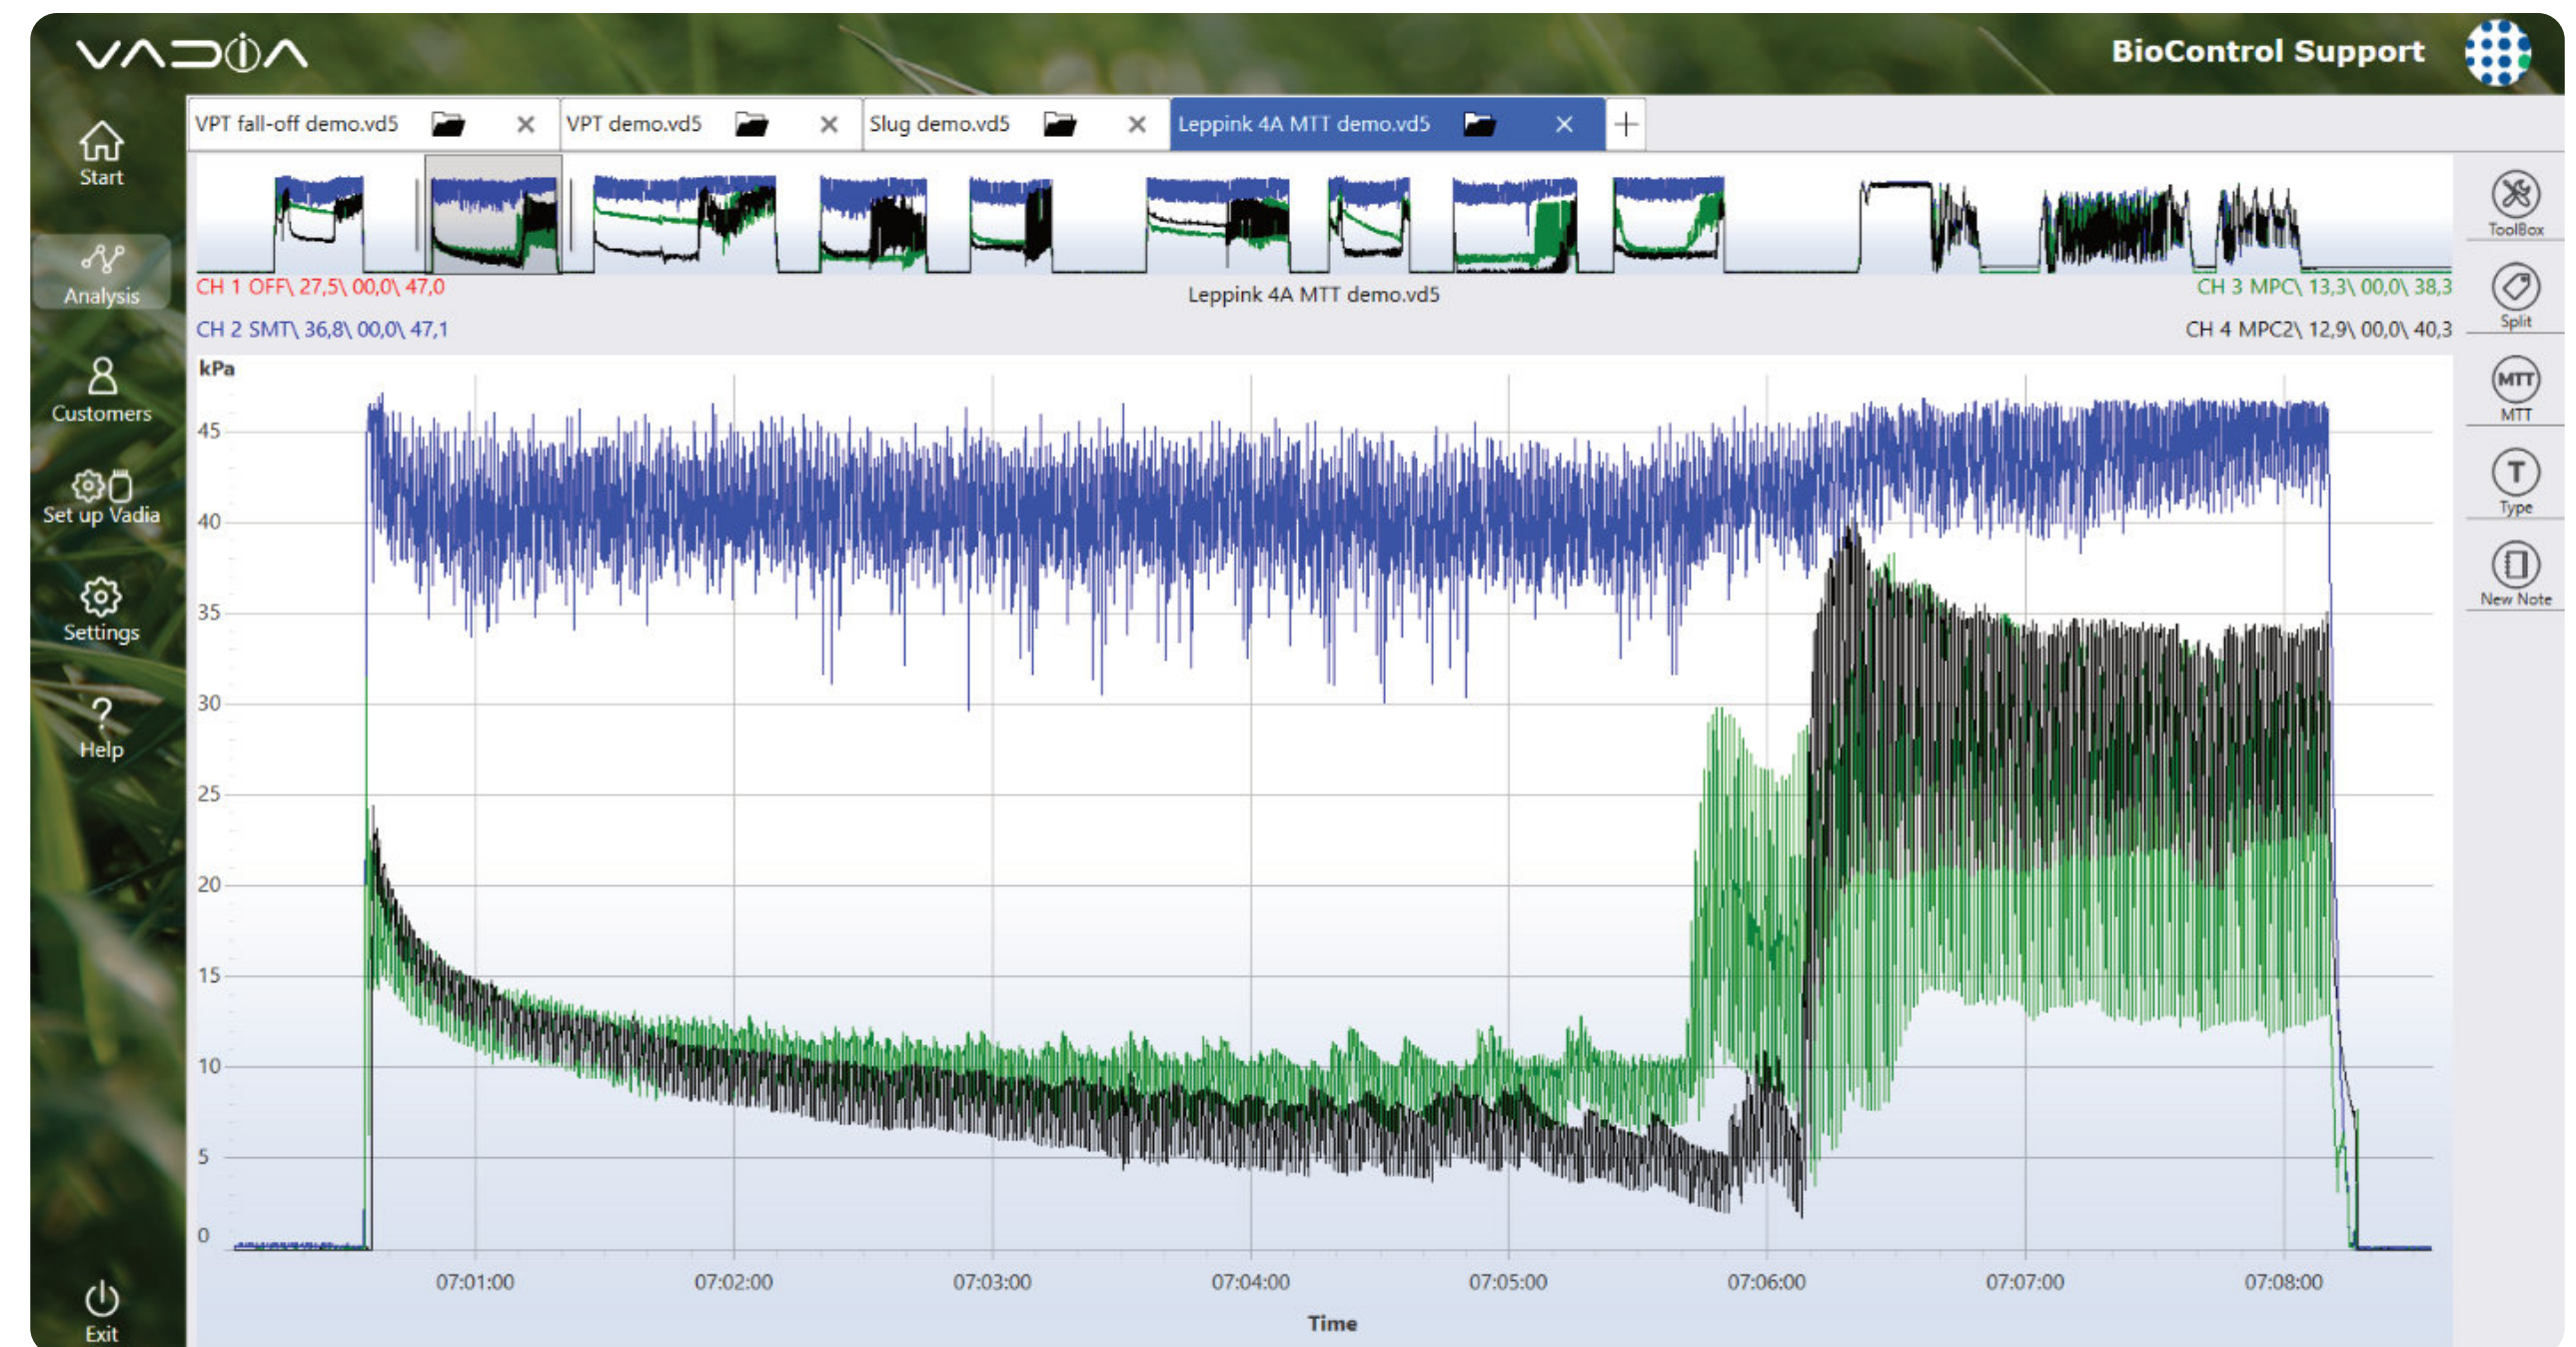 VADiA
BioControl Support
Start
Analysis
Customers
Set up Vadia
Settings
?
Help
Exit
VPT fall-off demo.vd5 ×
VPT demo.vd5 ×
Slug demo.vd5 ×
Leppink 4A MTT demo.vd5 ×
+
CH 1 OFF\ 27,5\ 00,0\ 47,0
Leppink 4A MTT demo.vd5
CH 3 MPC\ 13,3\ 00,0\ 38,3
CH 2 SMT\ 36,8\ 00,0\ 47,1
CH 4 MPC2\ 12,9\ 00,0\ 40,3
kPa
45
40
35
30
25
20
15
10
5
0
07:01:00 07:02:00 07:03:00 07:04:00 07:05:00 07:06:00 07:07:00 07:08:00
Time
ToolBox
Split
MTT
MTT
T
Type
New Note